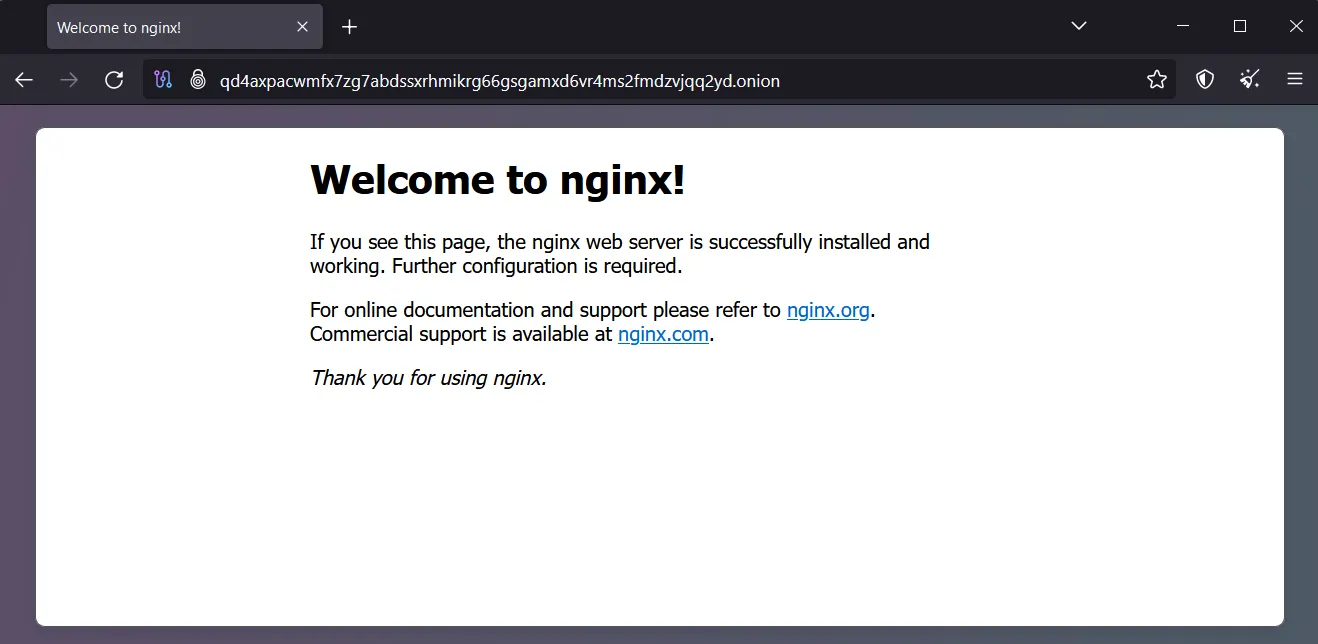 Welcome to nginx!
qd4axpacwmfx7zg7abdssxrhmikrg66gsgamxd6vr4ms2fmdzvjqq2yd.onion
Welcome to nginx!
If you see this page, the nginx web server is successfully installed and
working. Further configuration is required.
For online documentation and support please refer to nginx.org.
Commercial support is available at nginx.com.
Thank you for using nginx.